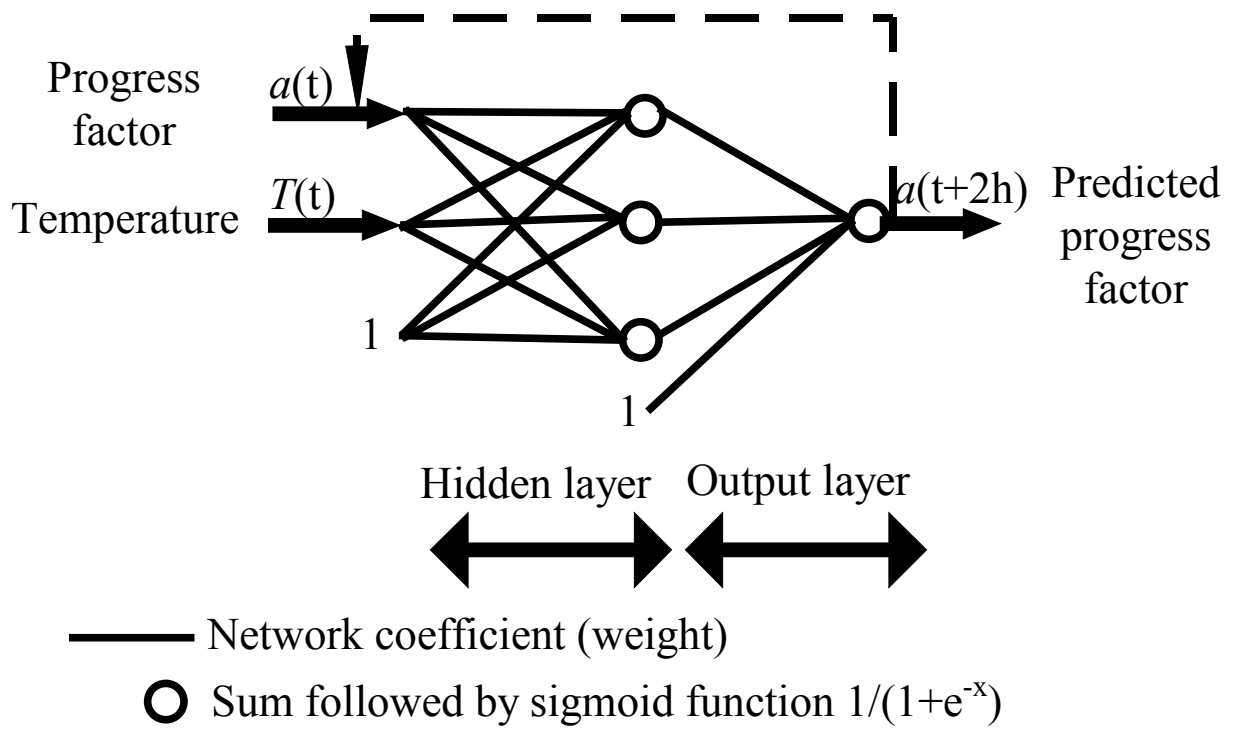 Progress
factor
a(t)
Temperature
T(t)
1
1
a(t+2h)
Predicted
progress
factor
Hidden layer
Output layer
Network coefficient (weight)
Sum followed by sigmoid function 1/(1+e⁻ˣ)